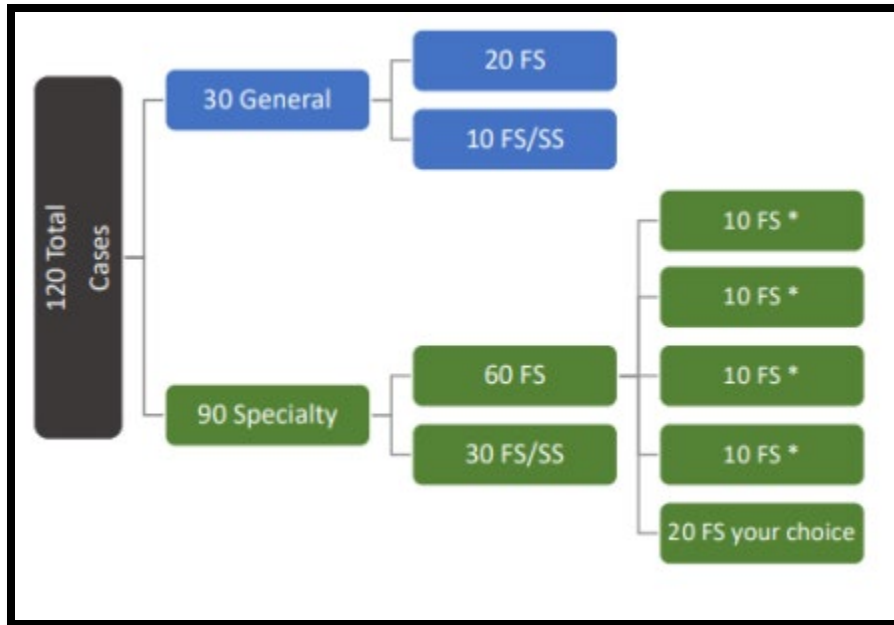 120 Total
Cases
30 General
20 FS
10 FS/SS
90 Specialty
60 FS
30 FS/SS
10 FS *
10 FS *
10 FS *
10 FS *
20 FS your choice